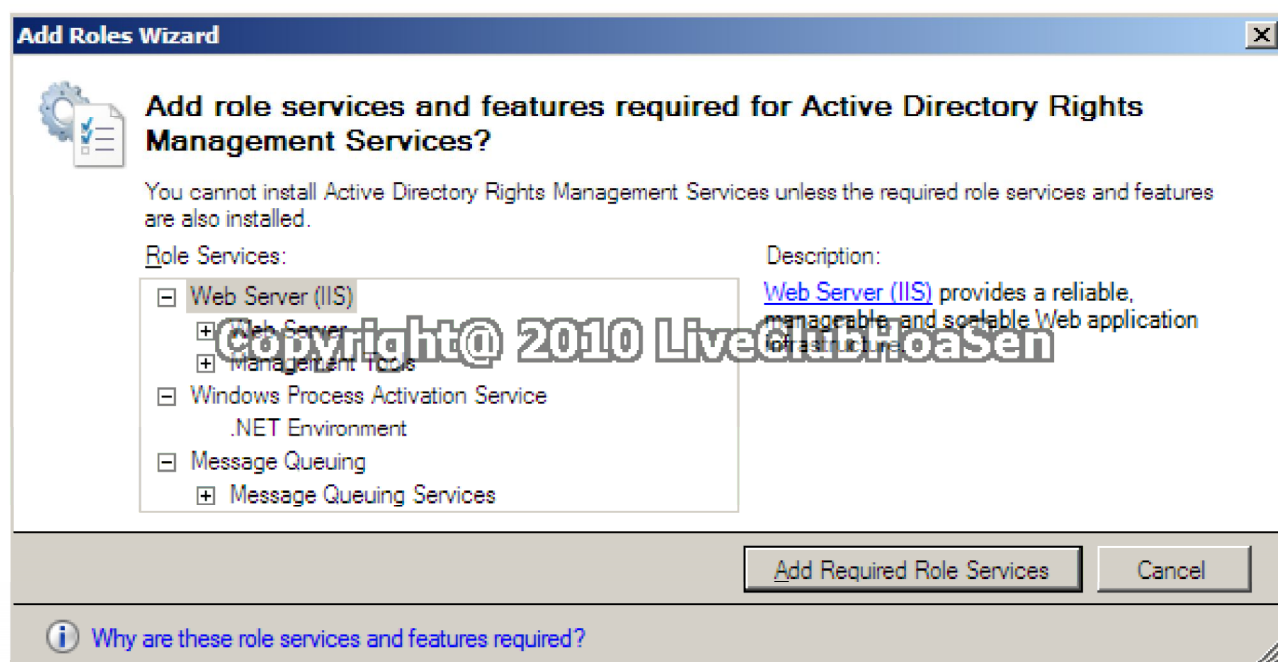 Add Roles Wizard
Add role services and features required for Active Directory Rights
Management Services?
You cannot install Active Directory Rights Management Services unless the required role services and features
are also installed.
Role Services:
Description:
Web Server (IIS)
Web Server
Management Tools
Windows Process Activation Service
.NET Environment
Message Queuing
Message Queuing Services
Web Server (IIS) provides a reliable,
manageable, and scalable Web application
infrastructure.
Copyright@ 2010 LiveClubHoaSen
Add Required Role Services
Cancel
Why are these role services and features required?